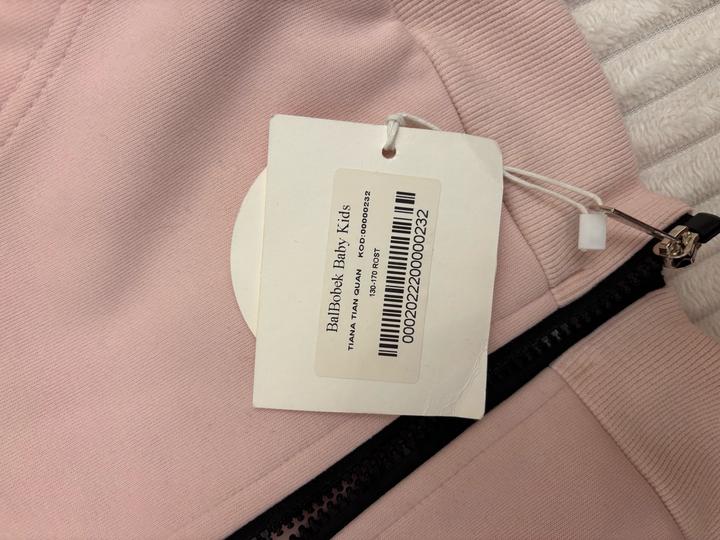 BalBobek Baby Kids
TIANA TIAN QUAN KOD:00000232
130-170 ROST
0002022200000232